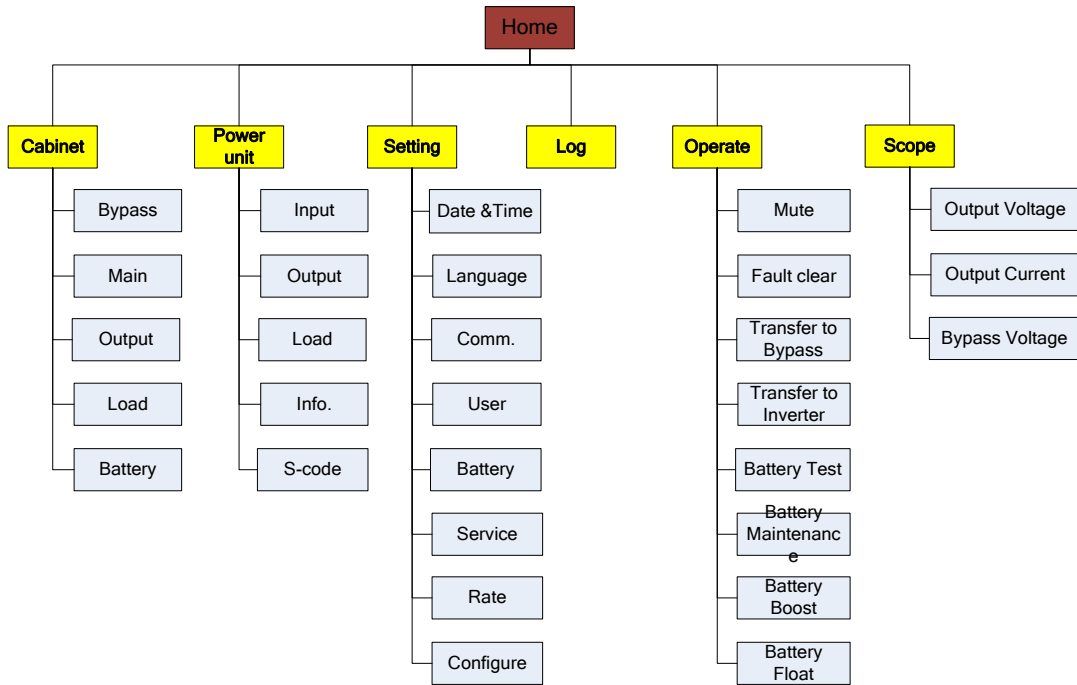 Home
Cabinet
Power
unit
Setting
Log
Operate
Scope
Bypass
Main
Output
Load
Battery
Input
Output
Load
Info.
S-code
Date &Time
Language
Comm.
User
Battery
Service
Rate
Configure
Mute
Fault clear
Transfer to
Bypass
Transfer to
Inverter
Battery Test
Battery
Maintenanc
e
Battery
Boost
Battery
Float
Output Voltage
Output Current
Bypass Voltage